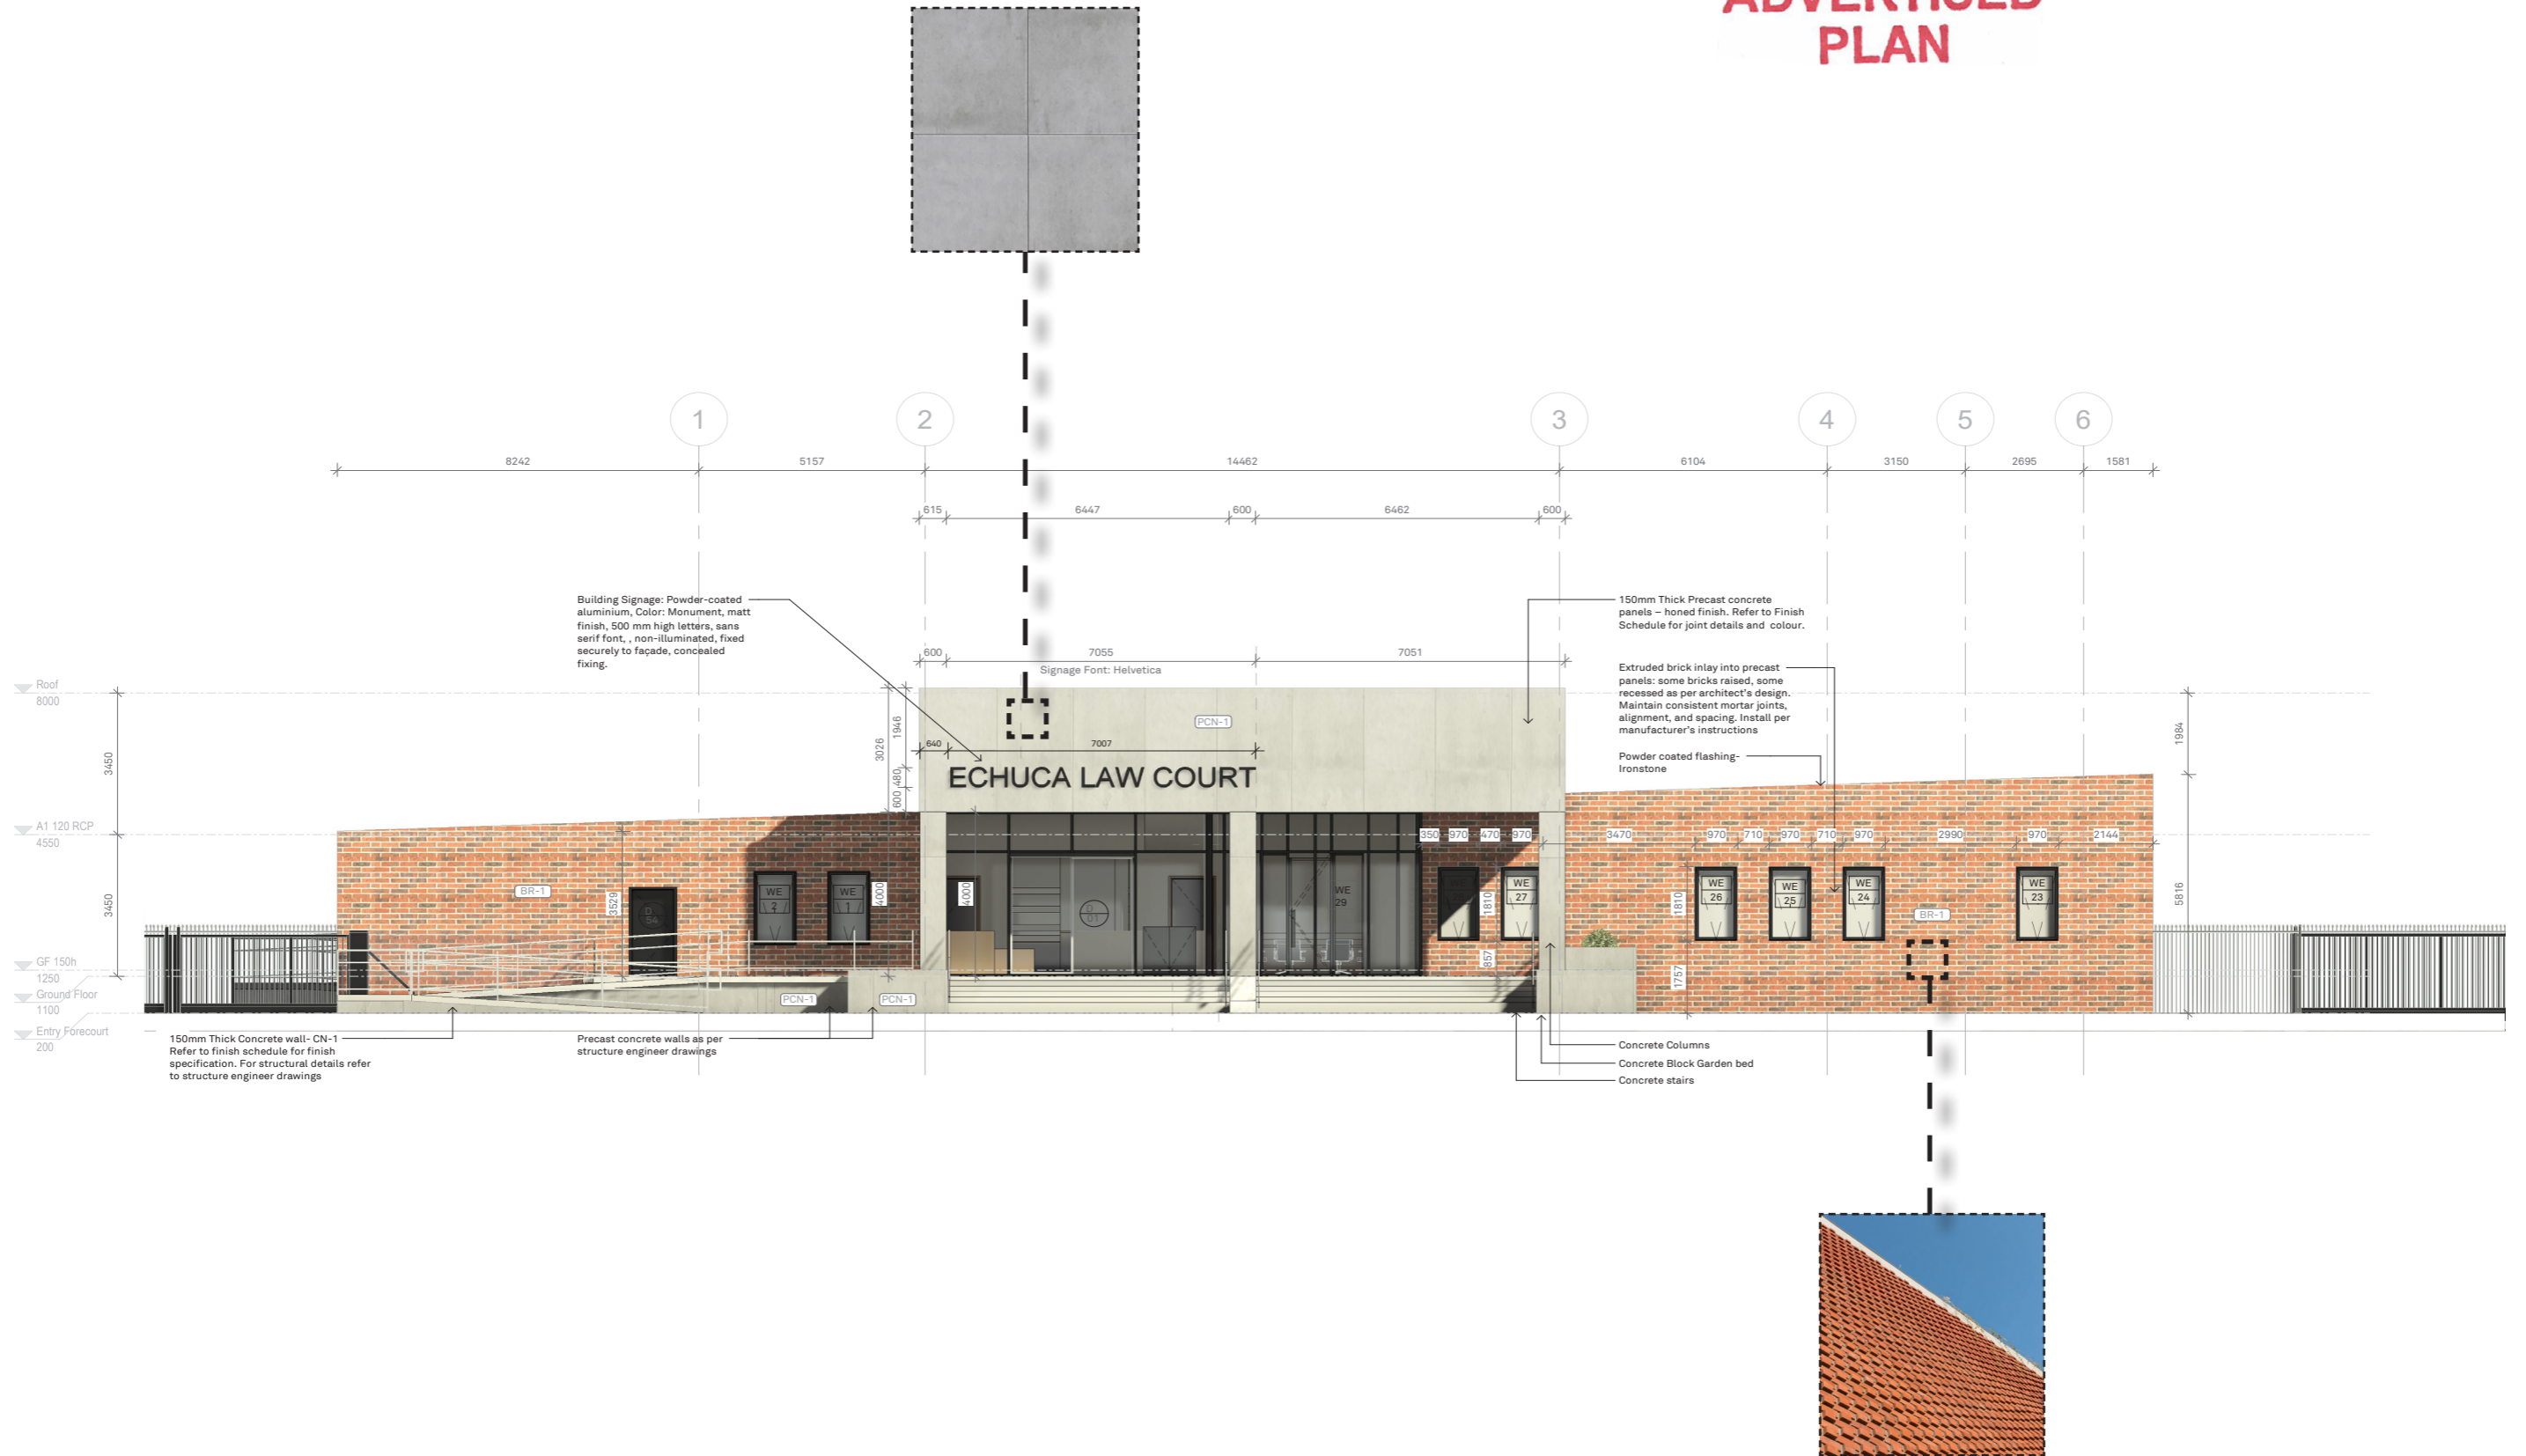 ADVERTISED
PLAN
1
2
3
4
5
6
8242
5157
14462
6104
3150
2695
1581
615
6447
600
6462
600
Building Signage: Powder-coated
aluminium, Color: Monument, matt
finish, 500 mm high letters, sans
serif font, , non-illuminated, fixed
securely to façade, concealed
fixing.
150mm Thick Precast concrete
panels – honed finish. Refer to Finish
Schedule for joint details and colour.
600
7055
7051
Signage Font: Helvetica
Extruded brick inlay into precast
panels: some bricks raised, some
recessed as per architect's design.
Maintain consistent mortar joints,
alignment, and spacing. Install per
manufacturer's instructions
Powder coated flashing-
Ironstone
Roof
8000
3450
3026
1946
480
600
640
7007
PCN-1
1984
ECHUCA LAW COURT
A1 120 RCP
4550
3450
350
970
470
970
3470
970
710
970
710
970
2990
970
2144
BR-1
3529
D
54
WE
2
WE
1
4000
4000
D
01
WE
29
1810
WE
27
857
1810
1757
WE
26
WE
25
WE
24
BR-1
WE
23
5816
GF 150h
1250
Ground Floor
1100
Entry Forecourt
200
PCN-1
PCN-1
150mm Thick Concrete wall- CN-1
Refer to finish schedule for finish
specification. For structural details refer
to structure engineer drawings
Precast concrete walls as per
structure engineer drawings
Concrete Columns
Concrete Block Garden bed
Concrete stairs